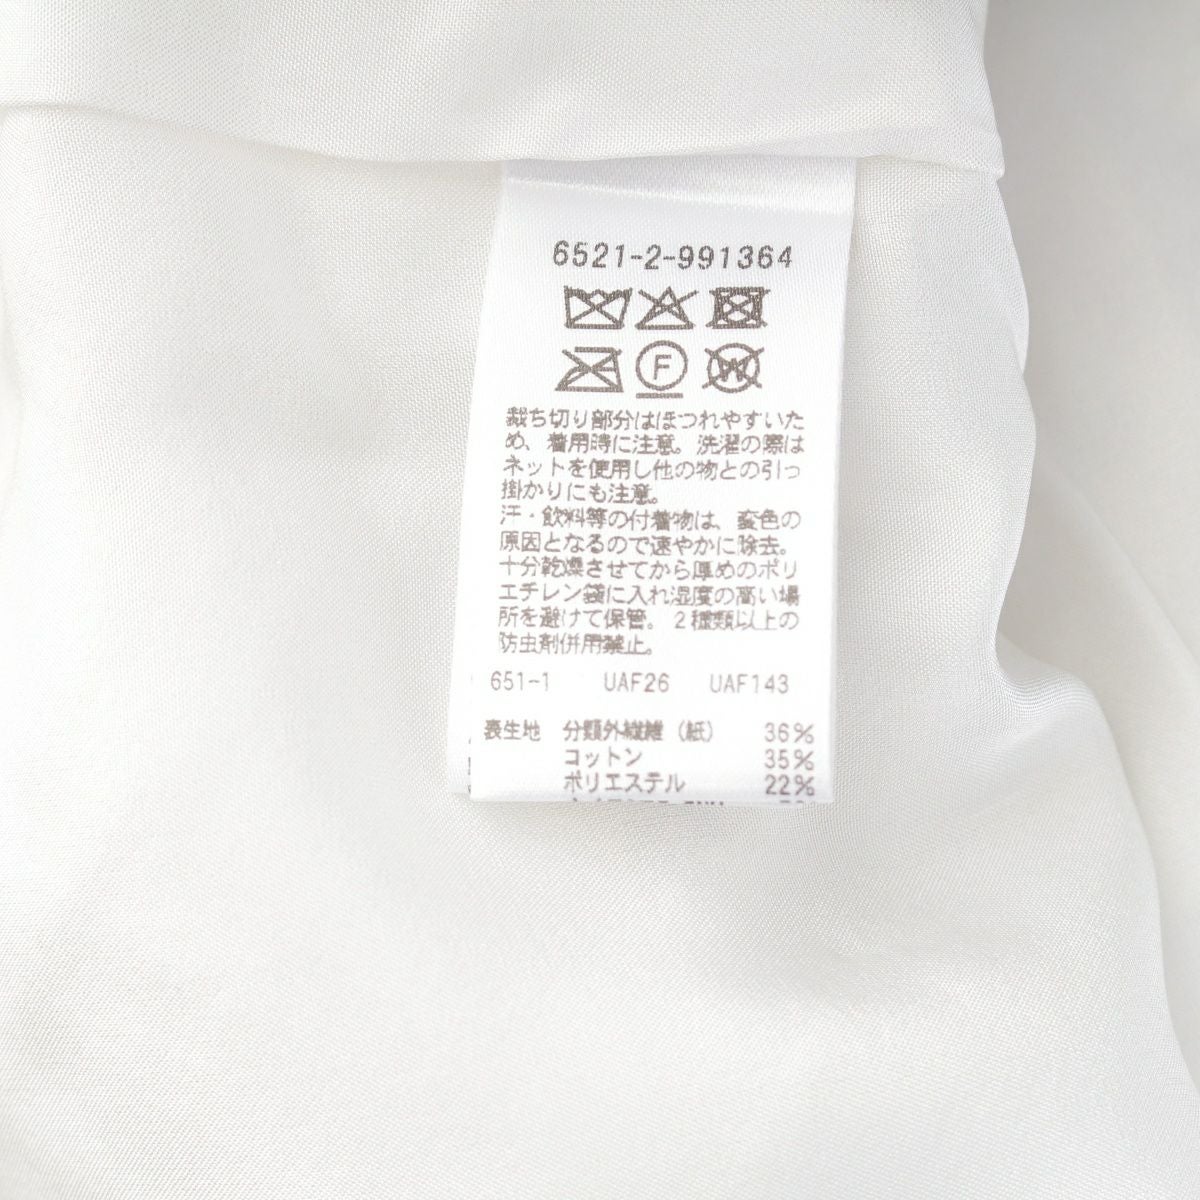 6521-2-991364
F
W
裁ち切り部分はほつれやすいた
め、着用時に注意。洗濯の際は
ネットを使用し他の物との引っ
掛かりにも注意。
汗・飲料等の付着物は、変色の
原因となるので速やかに除去。
十分乾燥させてから厚めのポリ
エチレン袋に入れ湿度の高い場
所を避けて保管。2種類以上の
防虫剤併用禁止。
651-1 UAF26 UAF143
表生地 分類外繊維(紙) 36%
コットン 35%
ポリエステル 22%